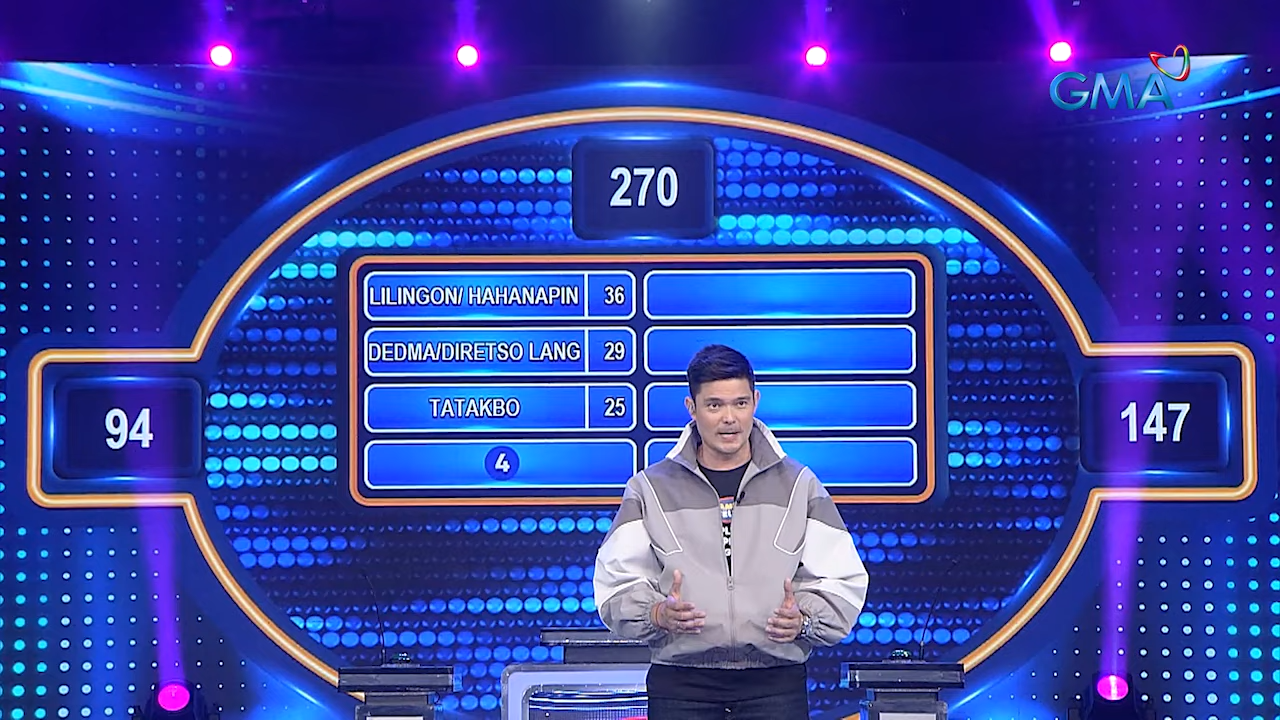 GMA
270
LILINGON/ HAHANAPIN 36
DEDMA/DIRETSO LANG 29
TATAKBO 25
4
94
147